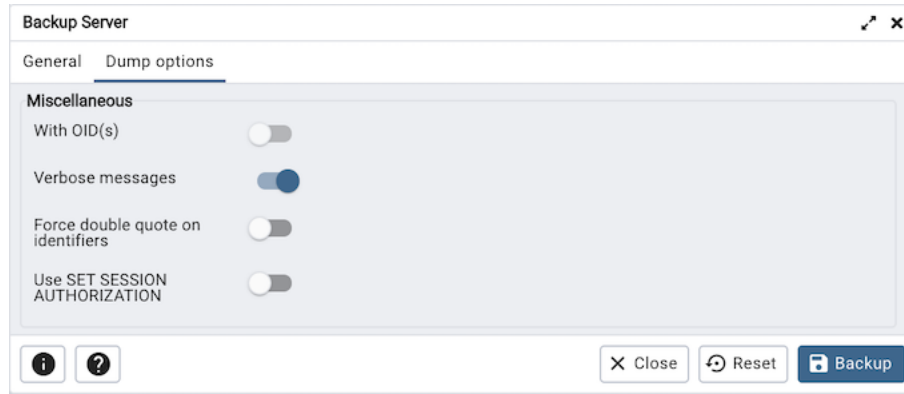 Backup Server
General Dump options
Miscellaneous
With OID(s)
Verbose messages
Force double quote on
identifiers
Use SET SESSION
AUTHORIZATION
Close Reset Backup